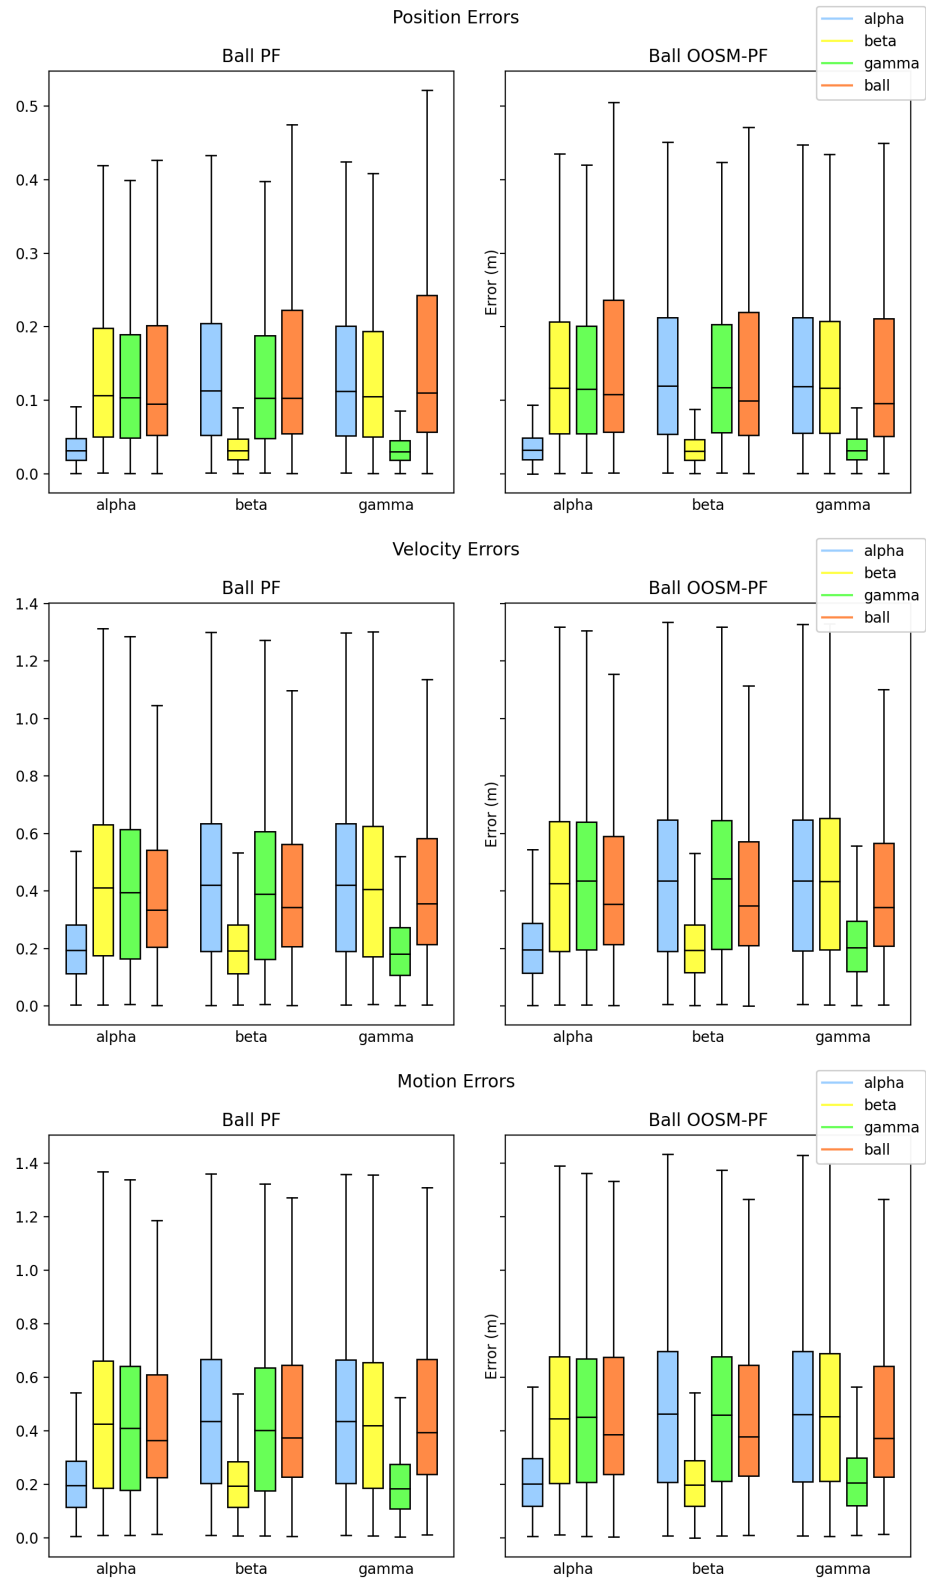 Position Errors
Ball PF
Ball OOSM-PF
alpha
beta
gamma
ball
0.5
0.4
0.3
0.2
0.1
0.0
Error (m)
alpha
beta
gamma
alpha
beta
gamma
Velocity Errors
Ball PF
Ball OOSM-PF
alpha
beta
gamma
ball
1.4
1.2
1.0
0.8
0.6
0.4
0.2
0.0
Error (m)
alpha
beta
gamma
alpha
beta
gamma
Motion Errors
Ball PF
Ball OOSM-PF
alpha
beta
gamma
ball
1.4
1.2
1.0
0.8
0.6
0.4
0.2
0.0
Error (m)
alpha
beta
gamma
alpha
beta
gamma